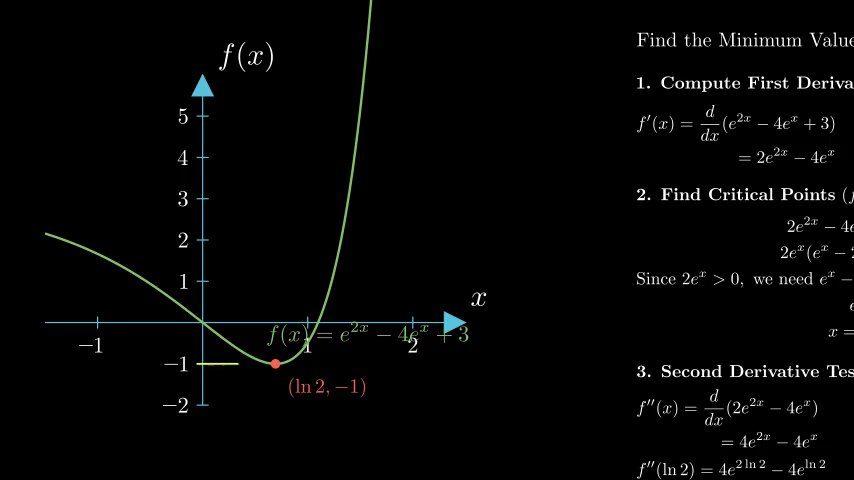 f(x)
5
4
3
2
1
x
−1
1
2
f(x) = e^{2x} − 4e^x + 3
−1
(ln 2, −1)
−2
Find the Minimum Value
1. Compute First Deriva
f′(x) = d/dx (e^{2x} − 4e^x + 3)
= 2e^{2x} − 4e^x
2. Find Critical Points (f
2e^{2x} − 4e
2e^x(e^x − 2
Since 2e^x > 0, we need e^x −
e
x =
3. Second Derivative Tes
f′′(x) = d/dx (2e^{2x} − 4e^x)
= 4e^{2x} − 4e^x
f′′(ln 2) = 4e^{2 ln 2} − 4e^{ln 2}